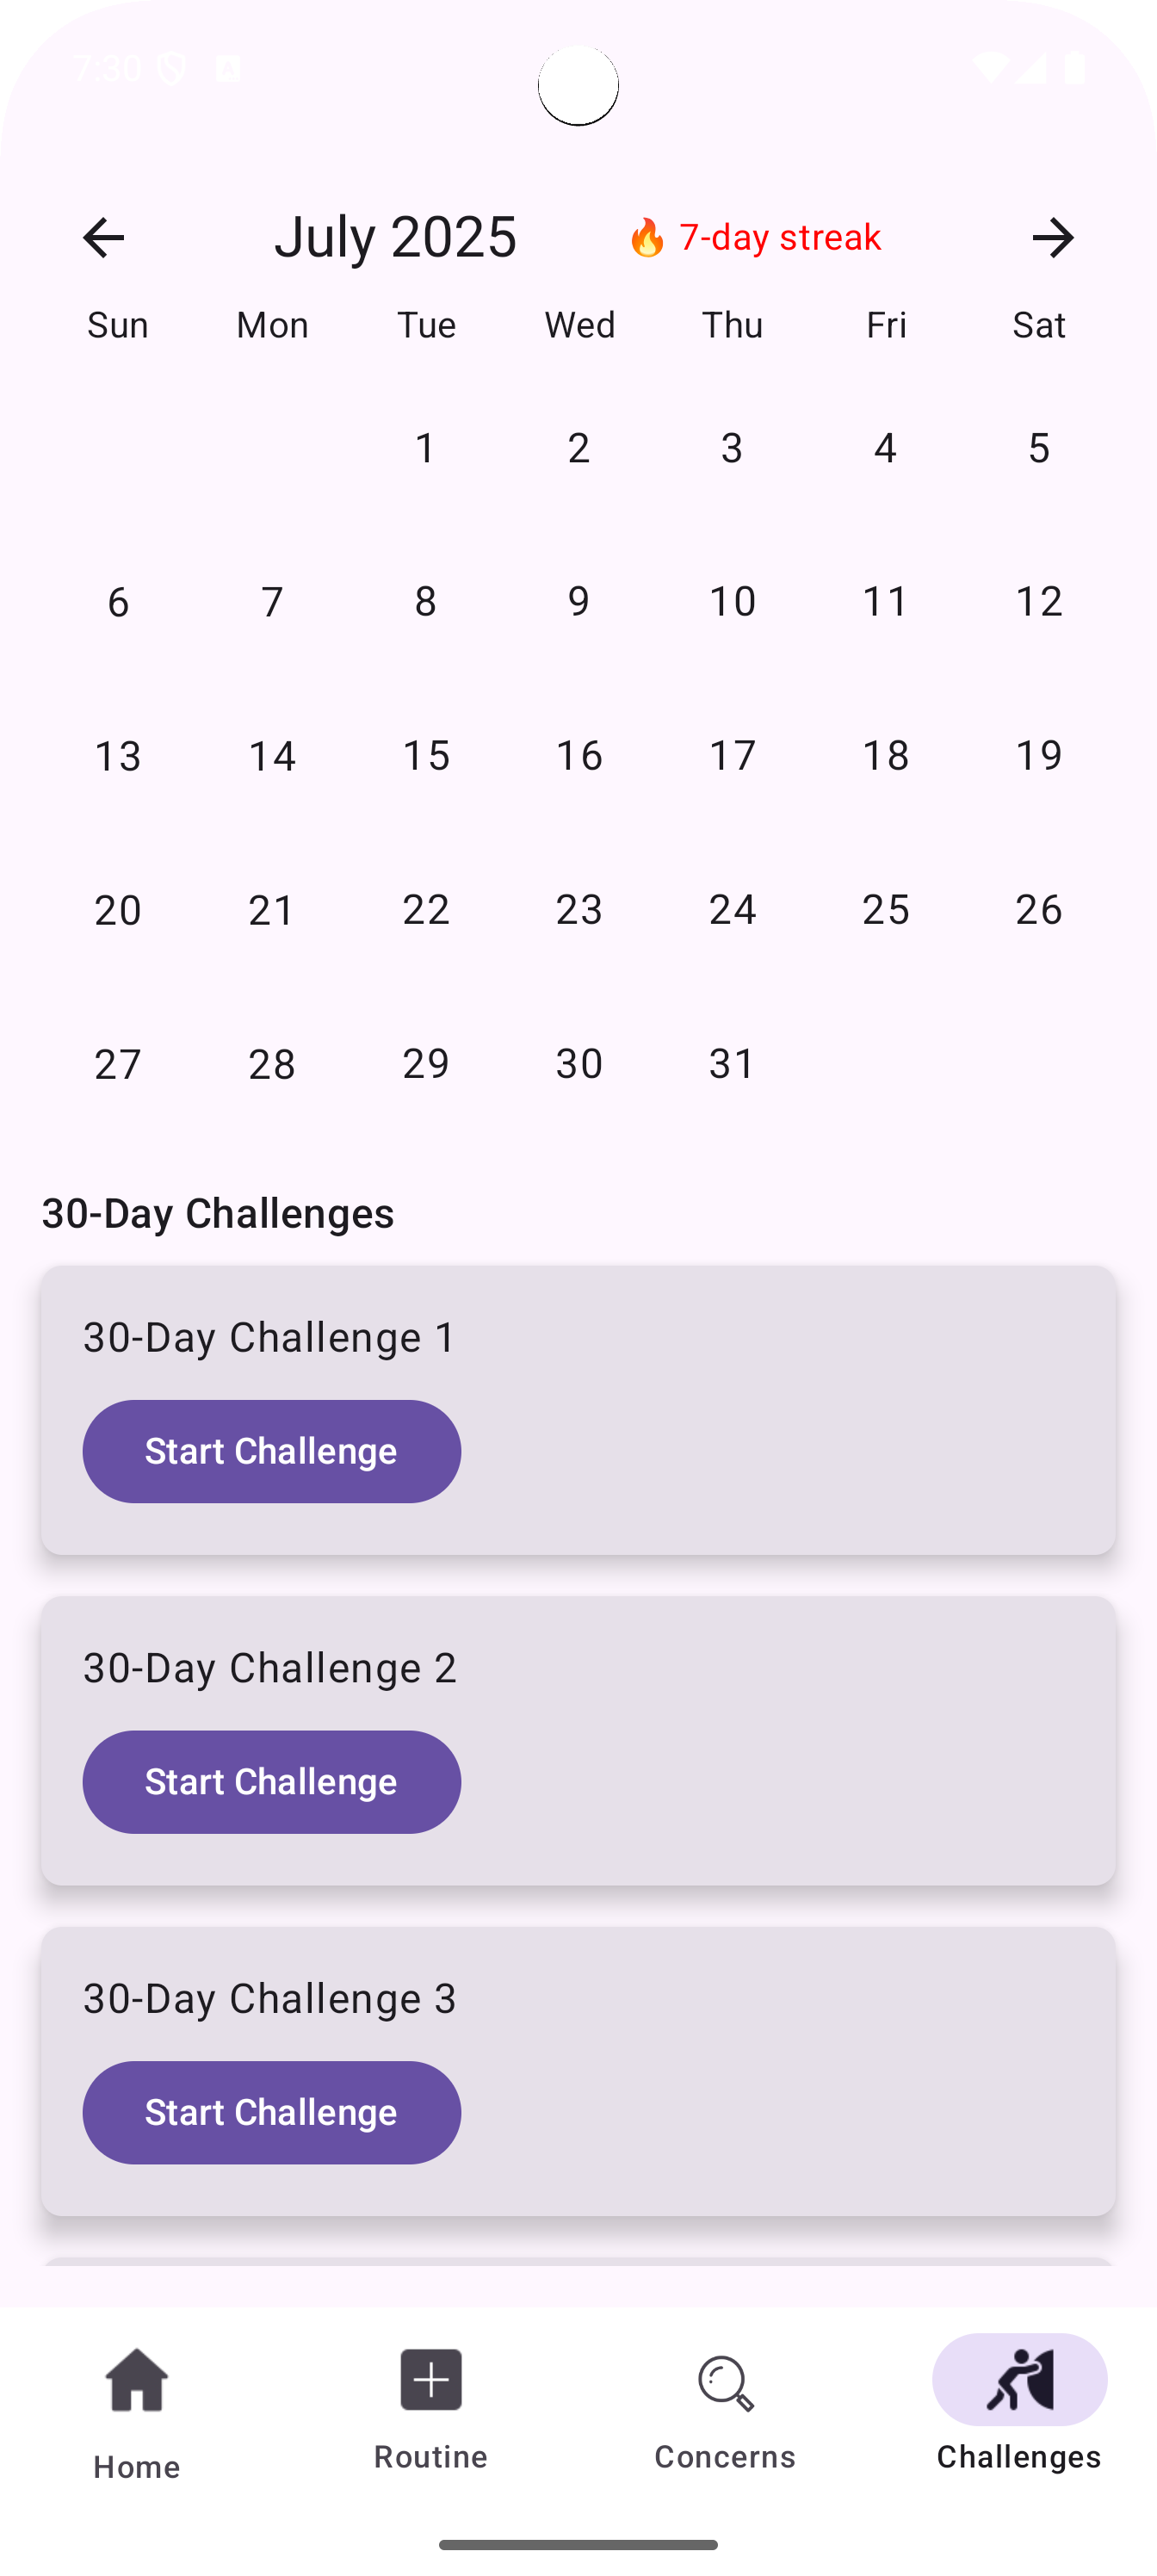 7:30
July 2025 🔥 7-day streak
Sun Mon Tue Wed Thu Fri Sat
1 2 3 4 5
6 7 8 9 10 11 12
13 14 15 16 17 18 19
20 21 22 23 24 25 26
27 28 29 30 31
30-Day Challenges
30-Day Challenge 1
Start Challenge
30-Day Challenge 2
Start Challenge
30-Day Challenge 3
Start Challenge
Home Routine Concerns Challenges